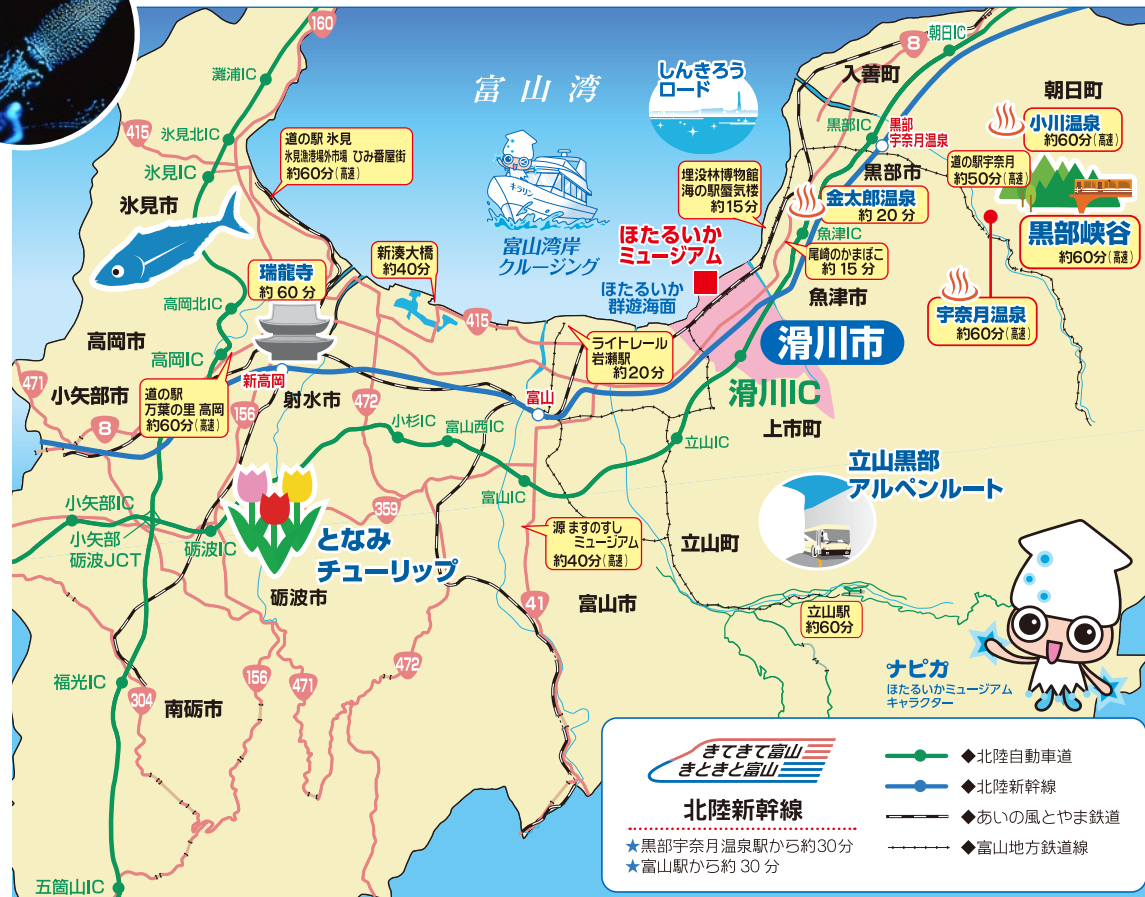 160
8
朝日IC
灘浦IC
富山湾
しんきろう
ロード
入善町
朝日町
415
氷見北IC
道の駅 氷見
氷見漁港場外市場 ひみ番屋街
約60分(高速)
黒部IC
黒部
宇奈月温泉
小川温泉
約60分(高速)
氷見IC
キラリン
埋没林博物館
海の駅蜃気楼
約15分
黒部市
道の駅宇奈月
約50分(高速)
氷見市
金太郎温泉
約20分
黒部峡谷
約60分(高速)
富山湾岸
クルージング
ほたるいか
ミュージアム
魚津IC
新湊大橋
約40分
尾崎のかまぼこ
約15分
瑞龍寺
約60分
ほたるいか
群遊海面
魚津市
宇奈月温泉
約60分(高速)
高岡北IC
415
高岡市
滑川市
高岡IC
ライトレール
岩瀬駅
約20分
471
小矢部市
新高岡
滑川IC
道の駅
万葉の里 高岡
約60分(高速)
156
射水市
472
富山
8
小杉IC
富山西IC
上市町
立山IC
立山黒部
アルペンルート
富山IC
小矢部IC
359
小矢部
砺波JCT
砺波IC
となみ
チューリップ
源 ますのすし
ミュージアム
約40分(高速)
立山町
砺波市
41
富山市
立山駅
約60分
472
ナピカ
ほたるいかミュージアム
キャラクター
福光IC
156
471
304
南砺市
きてきて富山
きときと富山
北陸新幹線
★黒部宇奈月温泉駅から約30分
★富山駅から約30分
◆北陸自動車道
◆北陸新幹線
◆あいの風とやま鉄道
◆富山地方鉄道線
五箇山IC